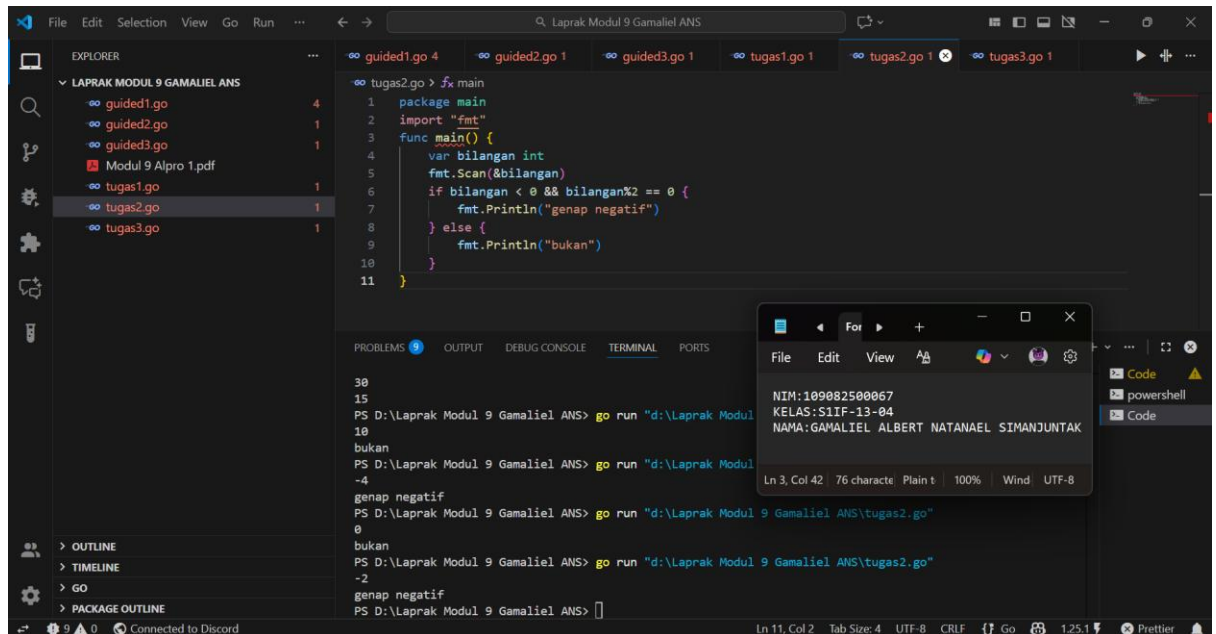 File Edit Selection View Go Run ...
Laprak Modul 9 Gamaliel ANS
EXPLORER
LAPRAK MODUL 9 GAMALIEL ANS
guided1.go 4
guided2.go 1
guided3.go 1
Modul 9 Alpro 1.pdf
tugas1.go 1
tugas2.go 1
tugas3.go 1
OUTLINE
TIMELINE
GO
PACKAGE OUTLINE
guided1.go 4 guided2.go 1 guided3.go 1 tugas1.go 1 tugas2.go 1 tugas3.go 1
tugas2.go > main
1 package main
2 import "fmt"
3 func main() {
4 var bilangan int
5 fmt.Scan(&bilangan)
6 if bilangan < 0 && bilangan%2 == 0 {
7 fmt.Println("genap negatif")
8 } else {
9 fmt.Println("bukan")
10 }
11 }
PROBLEMS 9 OUTPUT DEBUG CONSOLE TERMINAL PORTS
30
15
PS D:\Laprak Modul 9 Gamaliel ANS> go run "d:\Laprak Modul
10
bukan
PS D:\Laprak Modul 9 Gamaliel ANS> go run "d:\Laprak Modul
-4
genap negatif
PS D:\Laprak Modul 9 Gamaliel ANS> go run "d:\Laprak Modul 9 Gamaliel ANS\tugas2.go"
0
bukan
PS D:\Laprak Modul 9 Gamaliel ANS> go run "d:\Laprak Modul 9 Gamaliel ANS\tugas2.go"
-2
genap negatif
PS D:\Laprak Modul 9 Gamaliel ANS>
Code
powershell
Code
For
File Edit View
NIM:109082500067
KELAS:S1IF-13-04
NAMA:GAMALIEL ALBERT NATANAEL SIMANJUNTAK
Ln 3, Col 42 76 characte Plain t 100% Wind UTF-8
9 0 Connected to Discord Ln 11, Col 2 Tab Size: 4 UTF-8 CRLF Go 1.25.1 Prettier